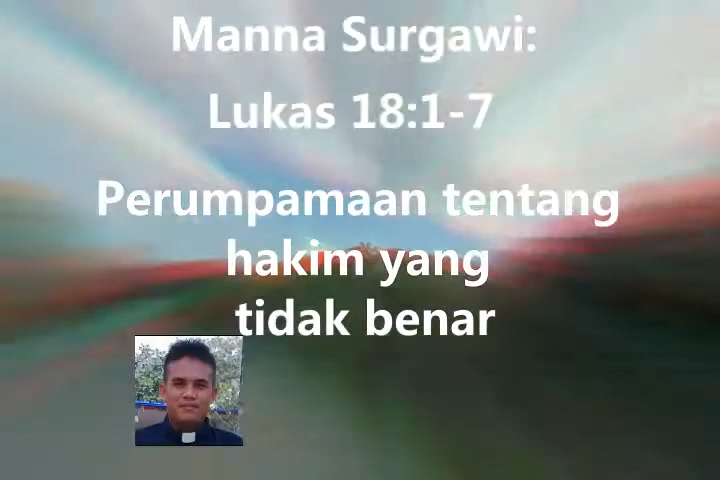 Manna Surgawi:
Lukas 18:1-7
Perumpamaan tentang
hakim yang
tidak benar